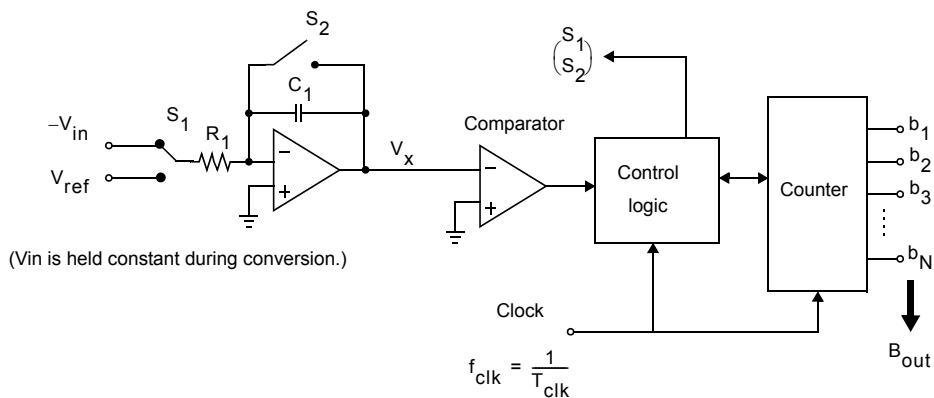 S2
(S1
S2)
C1
S1
–Vin
R1
Vx
Comparator
b1
b2
b3
bN
Vref
−
+
−
+
Control
logic
Counter
(Vin is held constant during conversion.)
Clock
fclk = 1/Tclk
Bout